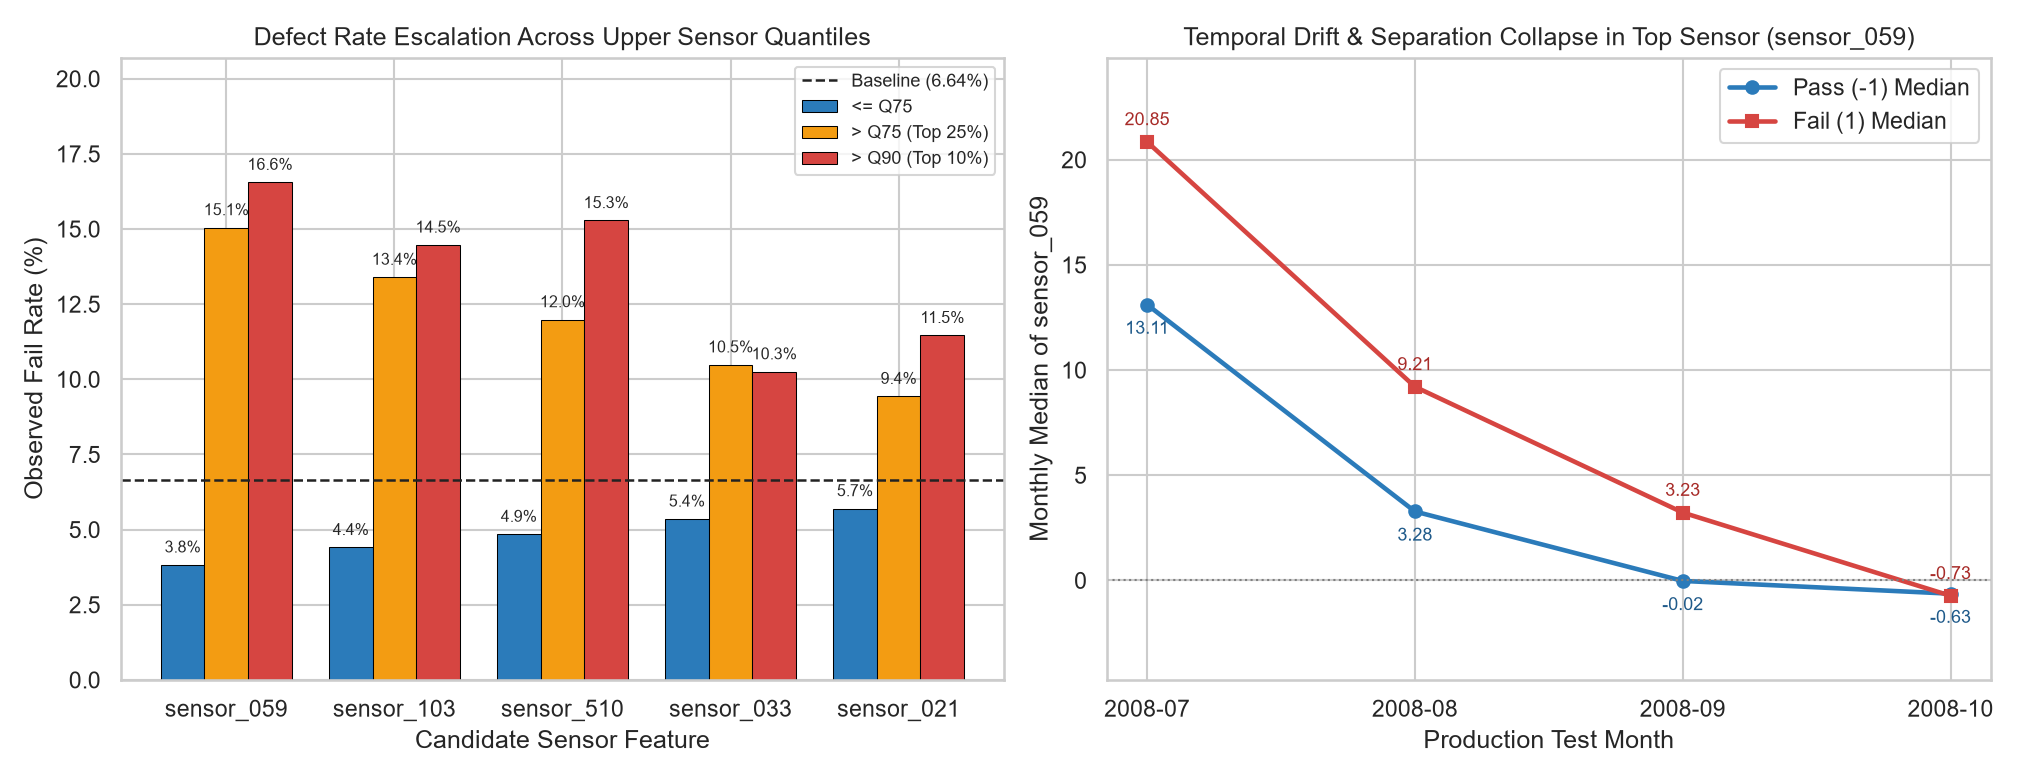 Defect Rate Escalation Across Upper Sensor Quantiles
Observed Fail Rate (%)
20.0
17.5
15.0
12.5
10.0
7.5
5.0
2.5
0.0
Baseline (6.64%)
<= Q75
> Q75 (Top 25%)
> Q90 (Top 10%)
3.8%
15.1%
16.6%
4.4%
13.4%
14.5%
4.9%
12.0%
15.3%
5.4%
10.5%
10.3%
5.7%
9.4%
11.5%
sensor_059
sensor_103
sensor_510
sensor_033
sensor_021
Candidate Sensor Feature
Temporal Drift & Separation Collapse in Top Sensor (sensor_059)
Monthly Median of sensor_059
20
15
10
5
0
Pass (-1) Median
Fail (1) Median
20.85
13.11
9.21
3.28
3.23
-0.02
-0.73
-0.63
2008-07
2008-08
2008-09
2008-10
Production Test Month